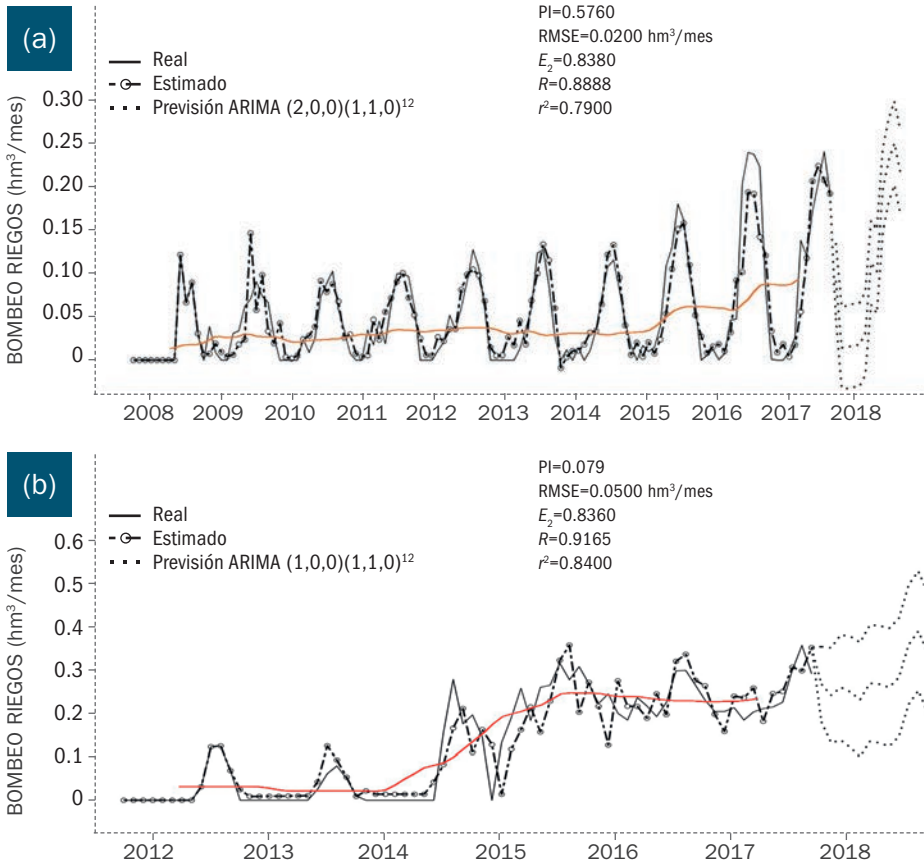 (a)
PI=0.5760
RMSE=0.0200 hm³/mes
E₂=0.8380
R=0.8888
r²=0.7900
Real
Estimado
Previsión ARIMA (2,0,0)(1,1,0)¹²
BOMBEO RIEGOS (hm³/mes)
0.30
0.25
0.20
0.15
0.10
0.05
0
2008 2009 2010 2011 2012 2013 2014 2015 2016 2017 2018
(b)
PI=0.079
RMSE=0.0500 hm³/mes
E₂=0.8360
R=0.9165
r²=0.8400
Real
Estimado
Previsión ARIMA (1,0,0)(1,1,0)¹²
BOMBEO RIEGOS (hm³/mes)
0.6
0.5
0.4
0.3
0.2
0.1
0
2012 2013 2014 2015 2016 2017 2018